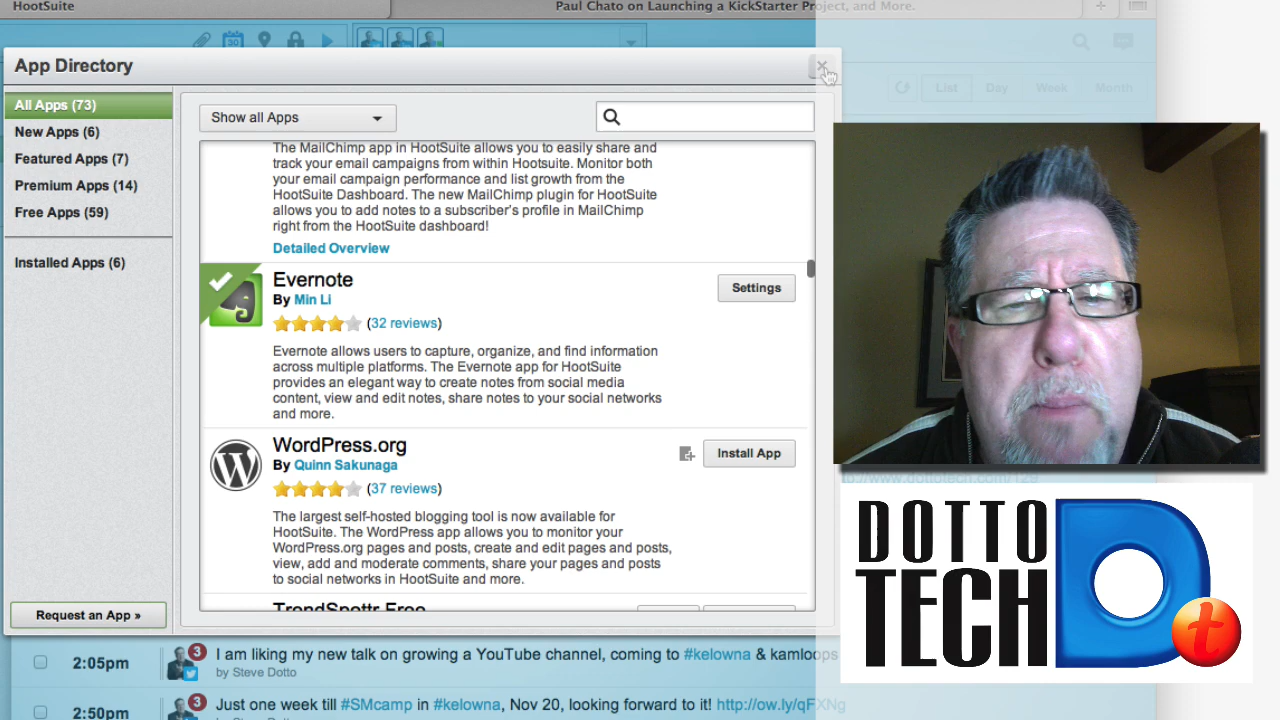 HootSuite
Paul Chato on Launching a KickStarter Project, and More.
30
List
Day
Week
Month
App Directory
All Apps (73)
New Apps (6)
Featured Apps (7)
Premium Apps (14)
Free Apps (59)
Installed Apps (6)
Request an App »
Show all Apps
The MailChimp app in HootSuite allows you to easily share and
track your email campaigns from within Hootsuite. Monitor both
your email campaign performance and list growth from the
HootSuite Dashboard. The new MailChimp plugin for HootSuite
allows you to add notes to a subscriber's profile in MailChimp
right from the HootSuite dashboard!
Detailed Overview
Evernote
By Min Li
(32 reviews)
Settings
Evernote allows users to capture, organize, and find information
across multiple platforms. The Evernote app for HootSuite
provides an elegant way to create notes from social media
content, view and edit notes, share notes to your social networks
and more.
WordPress.org
By Quinn Sakunaga
(37 reviews)
Install App
The largest self-hosted blogging tool is now available for
HootSuite. The WordPress app allows you to monitor your
WordPress.org pages and posts, create and edit pages and posts,
view, add and moderate comments, share your pages and posts
to social networks in HootSuite and more.
TrendSpottr Free
2:05pm
3
I am liking my new talk on growing a YouTube channel, coming to #kelowna & kamloops
by Steve Dotto
2:50pm
3
Just one week till #SMcamp in #kelowna, Nov 20, looking forward to it! http://ow.ly/qFXNg
by Steve Dotto
DOTTO
TECH
D
t